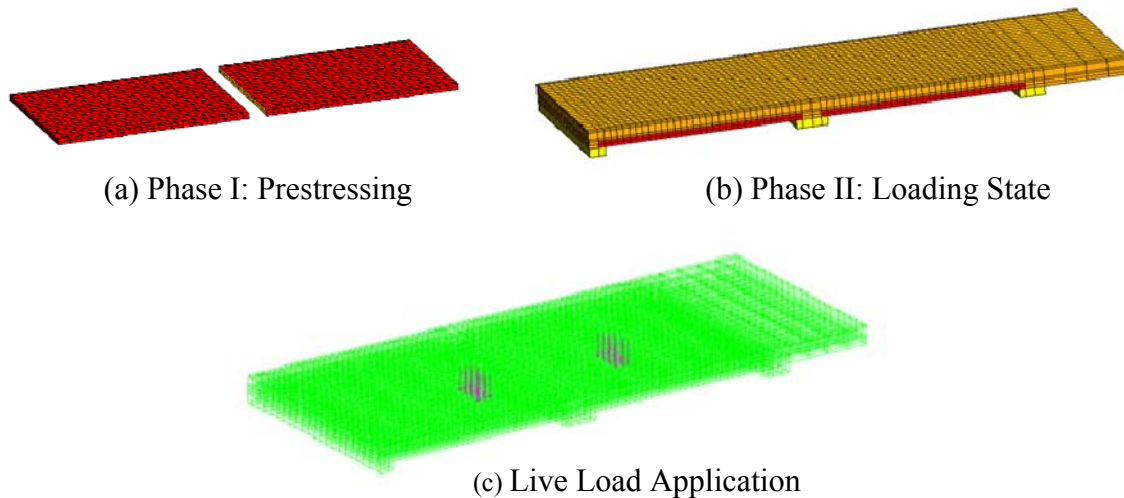 (a) Phase I: Prestressing
(b) Phase II: Loading State
(c) Live Load Application